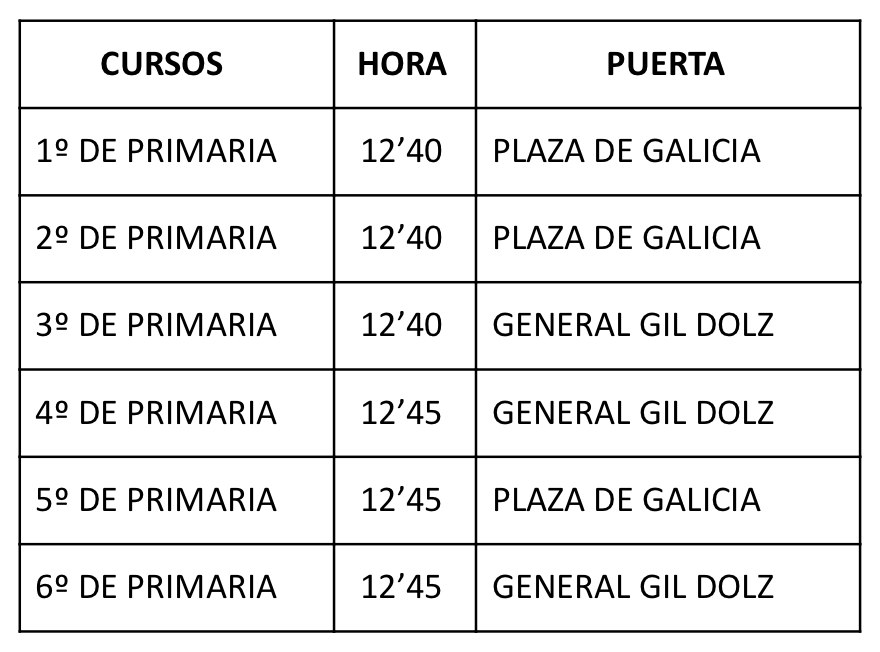 CURSOS HORA PUERTA
1º DE PRIMARIA 12’40 PLAZA DE GALICIA
2º DE PRIMARIA 12’40 PLAZA DE GALICIA
3º DE PRIMARIA 12’40 GENERAL GIL DOLZ
4º DE PRIMARIA 12’45 GENERAL GIL DOLZ
5º DE PRIMARIA 12’45 PLAZA DE GALICIA
6º DE PRIMARIA 12’45 GENERAL GIL DOLZ